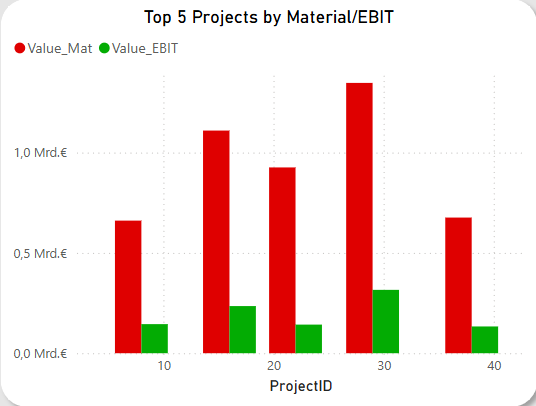 Top 5 Projects by Material/EBIT
Value_Mat Value_EBIT
1,0 Mrd.€
0,5 Mrd.€
0,0 Mrd.€
10 20 30 40
ProjectID